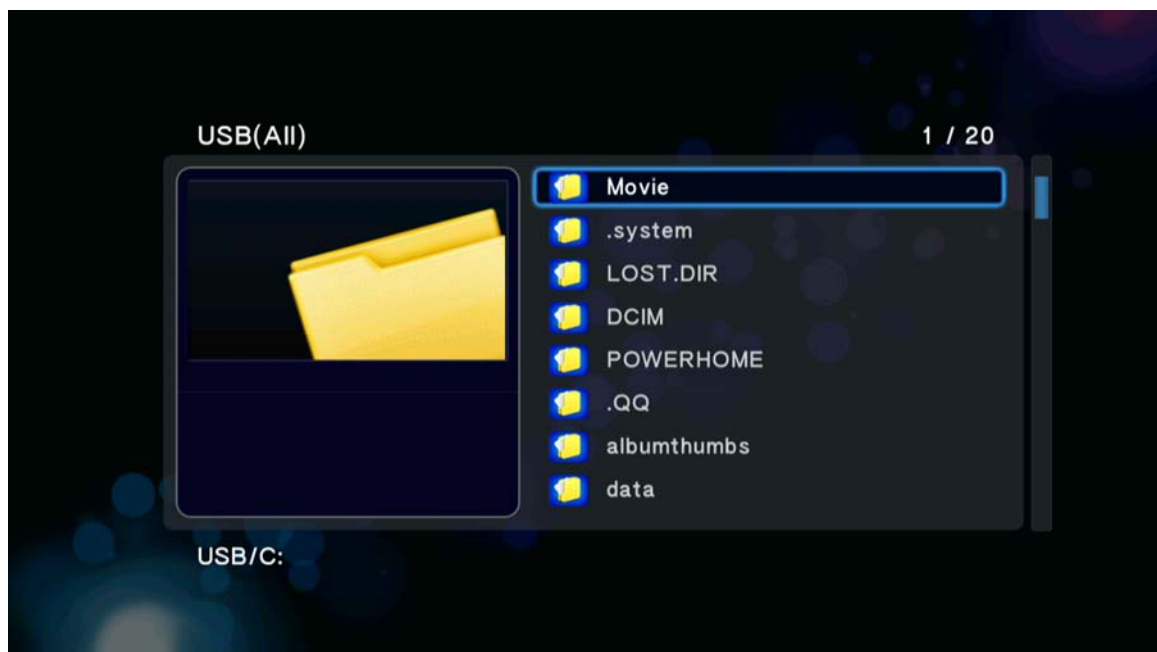 USB(All)
1 / 20
Movie
.system
LOST.DIR
DCIM
POWERHOME
.QQ
albumthumbs
data
USB/C: